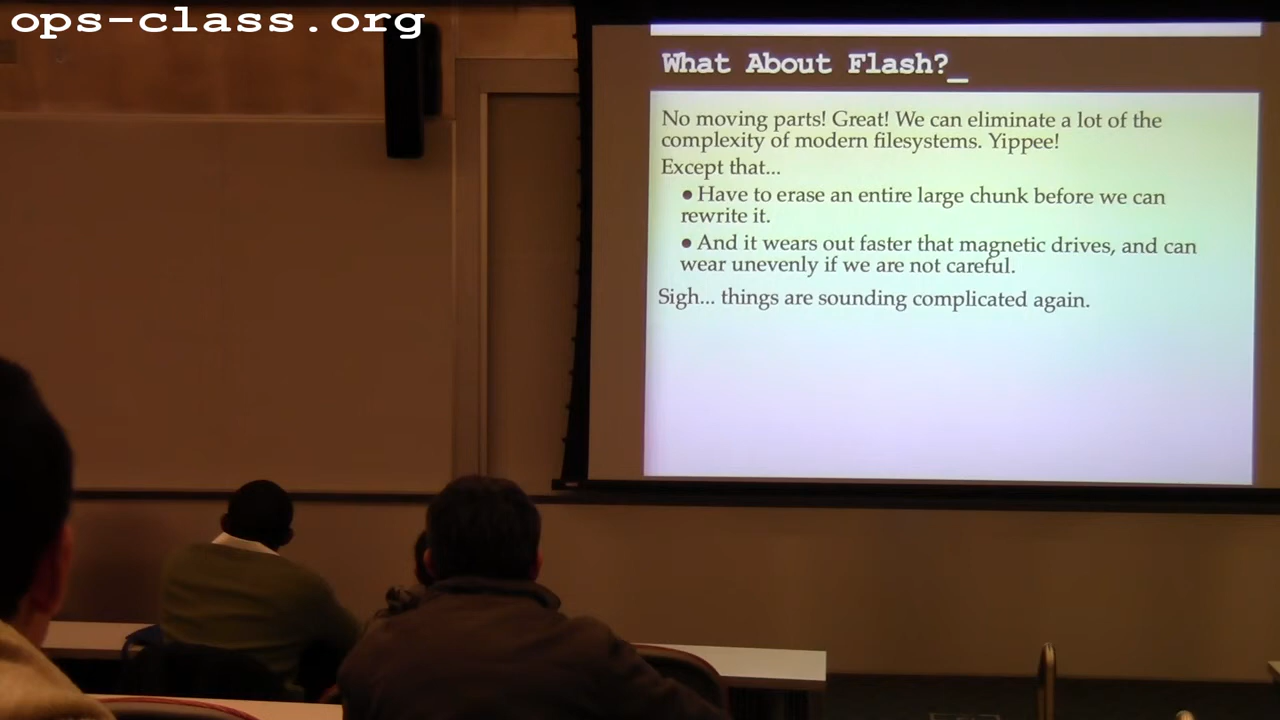 ops-class.org
What About Flash?_
No moving parts! Great! We can eliminate a lot of the
complexity of modern filesystems. Yippee!
Except that...
● Have to erase an entire large chunk before we can
rewrite it.
● And it wears out faster that magnetic drives, and can
wear unevenly if we are not careful.
Sigh... things are sounding complicated again.